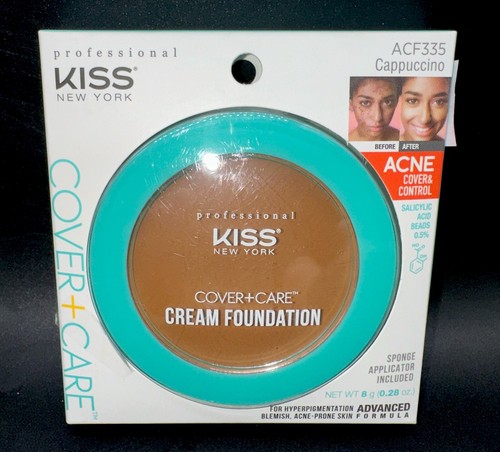 professional
KISS®
NEW YORK
ACF335
Cappuccino
BEFORE AFTER
ACNE
COVER&
CONTROL
SALICYLIC
ACID
BEADS
0.5%
COVER+CARE™
professional
KISS®
NEW YORK
COVER+CARE™
CREAM FOUNDATION
SPONGE
APPLICATOR
INCLUDED
NET WT 8 g (0.28 oz.)
FOR HYPERPIGMENTATION ADVANCED
BLEMISH, ACNE-PRONE SKIN FORMULA